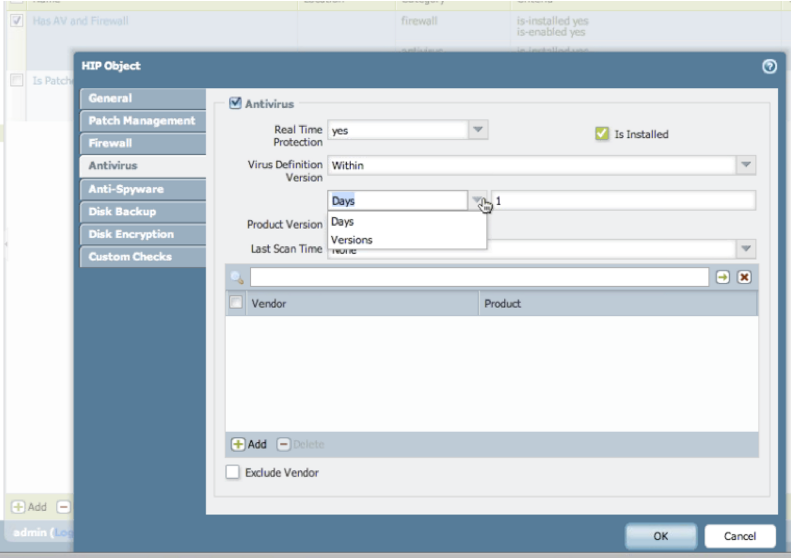 Has AV and Firewall
firewall
is-installed yes
is-enabled yes
HIP Object
Is Patch
General
Patch Management
Firewall
Antivirus
Anti-Spyware
Disk Backup
Disk Encryption
Custom Checks
Antivirus
Real Time Protection yes
Is Installed
Virus Definition Version Within
Days 1
Days
Versions
Product Version
Last Scan Time None
Vendor Product
Add Delete
Exclude Vendor
Add
admin (Log
OK Cancel